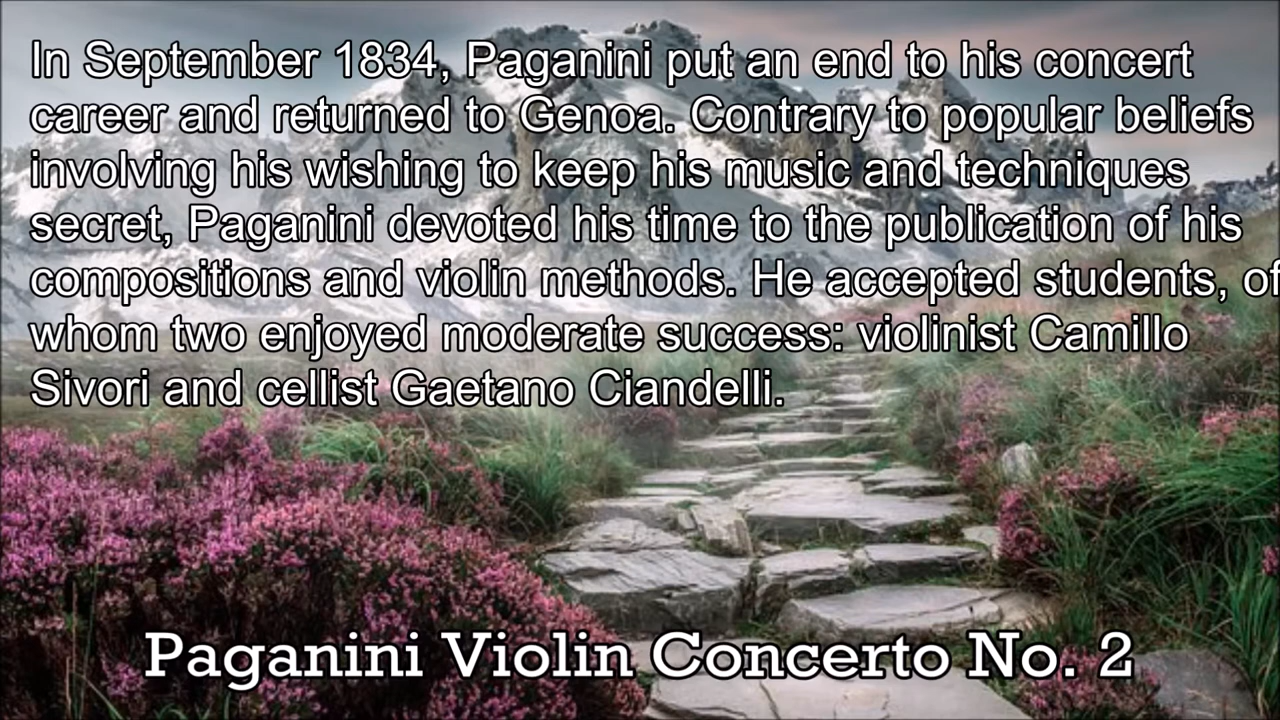 In September 1834, Paganini put an end to his concert
career and returned to Genoa. Contrary to popular beliefs
involving his wishing to keep his music and techniques
secret, Paganini devoted his time to the publication of his
compositions and violin methods. He accepted students, of
whom two enjoyed moderate success: violinist Camillo
Sivori and cellist Gaetano Ciandelli.
Paganini Violin Concerto No. 2